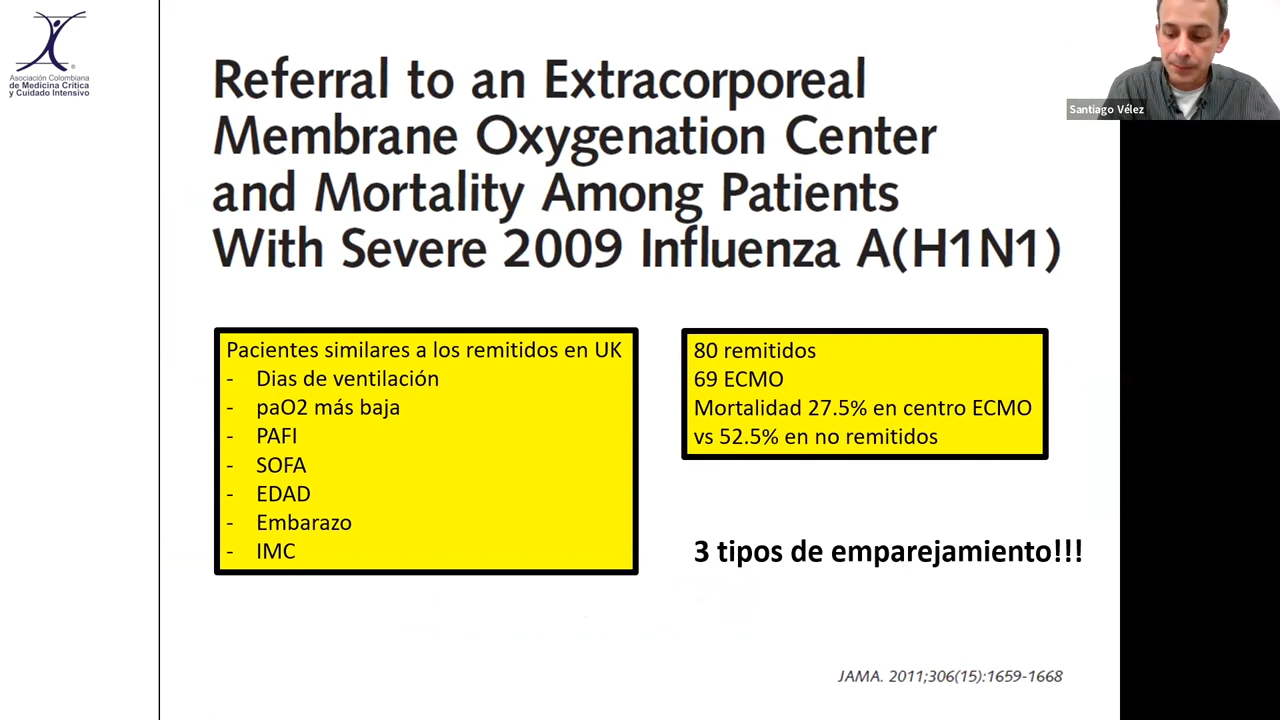 Asociación Colombiana
de Medicina Crítica
y Cuidado Intensivo
Santiago Vélez
Referral to an Extracorporeal
Membrane Oxygenation Center
and Mortality Among Patients
With Severe 2009 Influenza A(H1N1)
Pacientes similares a los remitidos en UK
- Dias de ventilación
- paO2 más baja
- PAFI
- SOFA
- EDAD
- Embarazo
- IMC
80 remitidos
69 ECMO
Mortalidad 27.5% en centro ECMO
vs 52.5% en no remitidos
3 tipos de emparejamiento!!!
JAMA. 2011;306(15):1659-1668